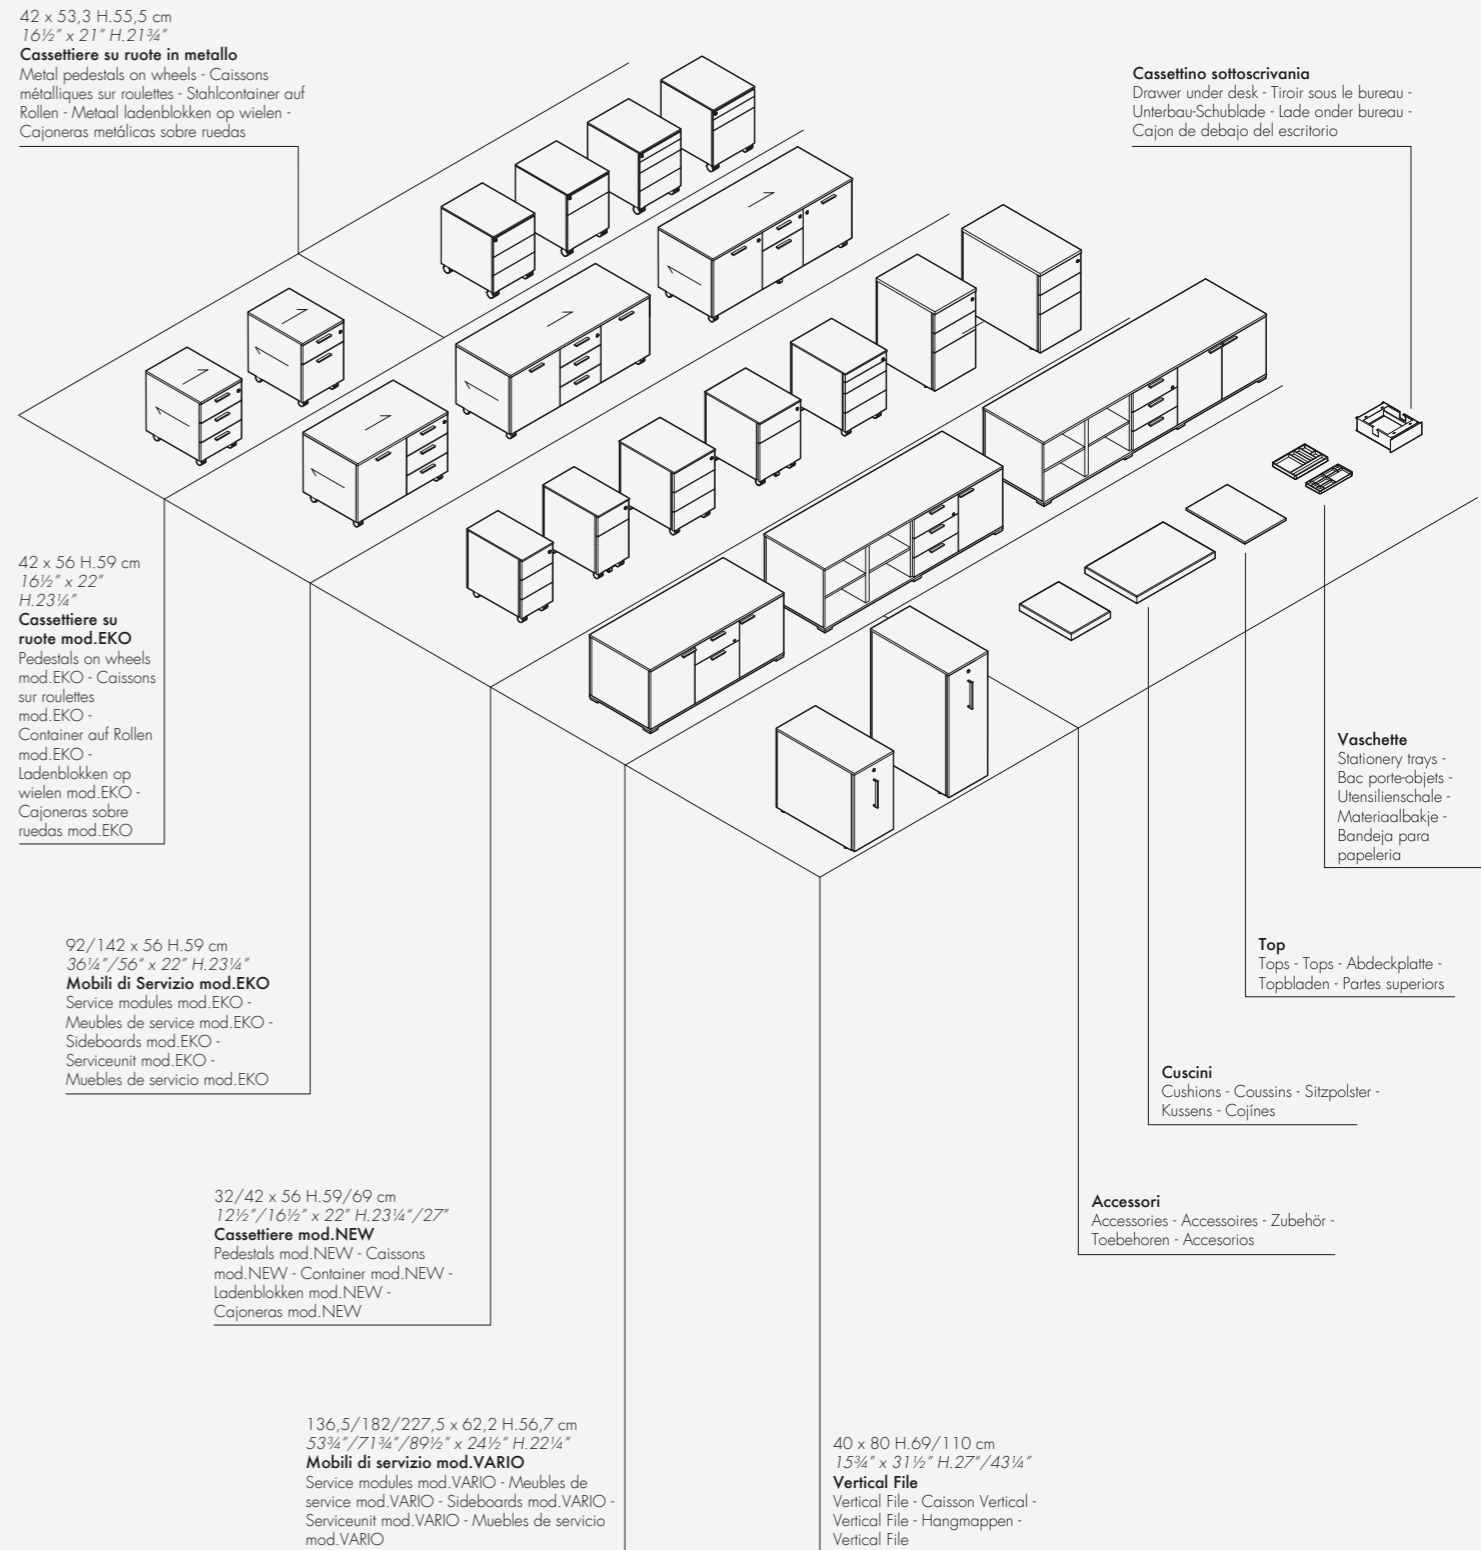 42 x 53,3 H.55,5 cm
16½” x 21” H.21¾”
Cassettiere su ruote in metallo
Metal pedestals on wheels - Caissons
métalliques sur roulettes - Stahlcontainer auf
Rollen - Metaal ladenblokken op wielen -
Cajoneras metálicas sobre ruedas
Cassettino sottoscrivania
Drawer under desk - Tiroir sous le bureau -
Unterbau-Schublade - Lade onder bureau -
Cajon de debajo del escritorio
42 x 56 H.59 cm
16½” x 22”
H.23¼”
Cassettiere su
ruote mod.EKO
Pedestals on wheels
mod.EKO - Caissons
sur roulettes
mod.EKO -
Container auf Rollen
mod.EKO -
Ladenblokken op
wielen mod.EKO -
Cajoneras sobre
ruedas mod.EKO
Vaschette
Stationery trays -
Bac porte-objets -
Utensilienschale -
Materiaalbakje -
Bandeja para
papeleria
92/142 x 56 H.59 cm
36¼”/56” x 22” H.23¼”
Mobili di Servizio mod.EKO
Service modules mod.EKO -
Meubles de service mod.EKO -
Sideboards mod.EKO -
Serviceunit mod.EKO -
Muebles de servicio mod.EKO
Top
Tops - Tops - Abdeckplatte -
Topbladen - Partes superiors
Cuscini
Cushions - Coussins - Sitzpolster -
Kussens - Cojínes
32/42 x 56 H.59/69 cm
12½”/16½” x 22” H.23¼”/27”
Cassettiere mod.NEW
Pedestals mod.NEW - Caissons
mod.NEW - Container mod.NEW -
Ladenblokken mod.NEW -
Cajoneras mod.NEW
Accessori
Accessories - Accessoires - Zubehör -
Toebehoren - Accesorios
136,5/182/227,5 x 62,2 H.56,7 cm
53¾”/71¾”/89½” x 24½” H.22¼”
Mobili di servizio mod.VARIO
Service modules mod.VARIO - Meubles de
service mod.VARIO - Sideboards mod.VARIO -
Serviceunit mod.VARIO - Muebles de servicio
mod.VARIO
40 x 80 H.69/110 cm
15¾” x 31½” H.27”/43¼”
Vertical File
Vertical File - Caisson Vertical -
Vertical File - Hangmappen -
Vertical File